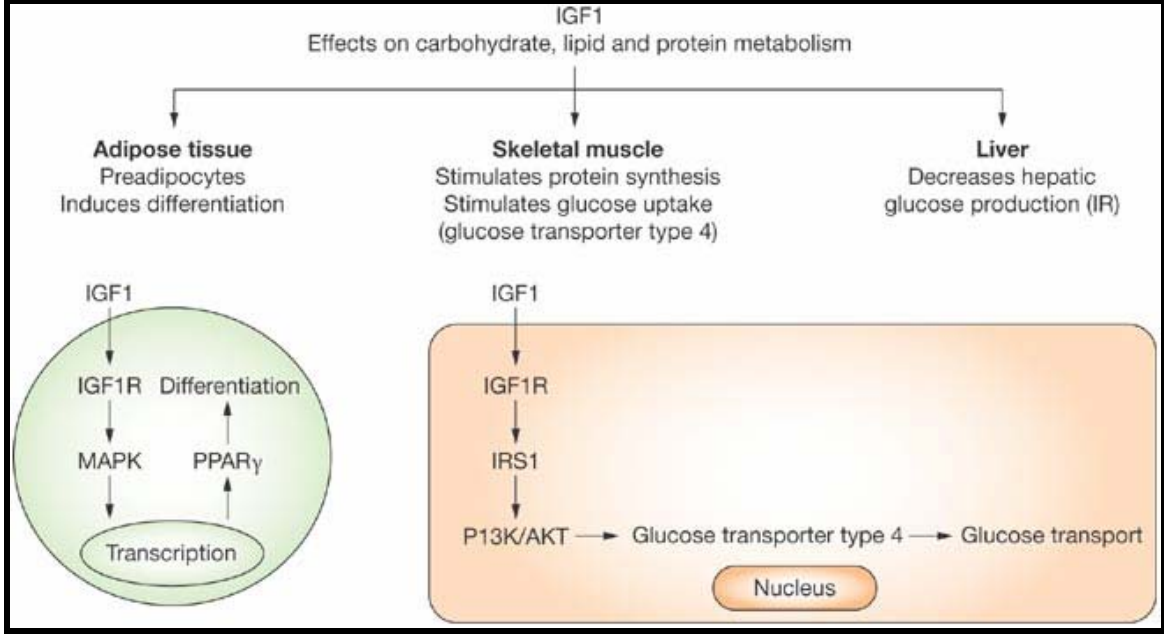 IGF1
Effects on carbohydrate, lipid and protein metabolism
Adipose tissue
Preadipocytes
Induces differentiation
Skeletal muscle
Stimulates protein synthesis
Stimulates glucose uptake
(glucose transporter type 4)
Liver
Decreases hepatic
glucose production (IR)
IGF1
IGF1R Differentiation
MAPK PPARγ
Transcription
IGF1
IGF1R
IRS1
P13K/AKT Glucose transporter type 4 Glucose transport
Nucleus